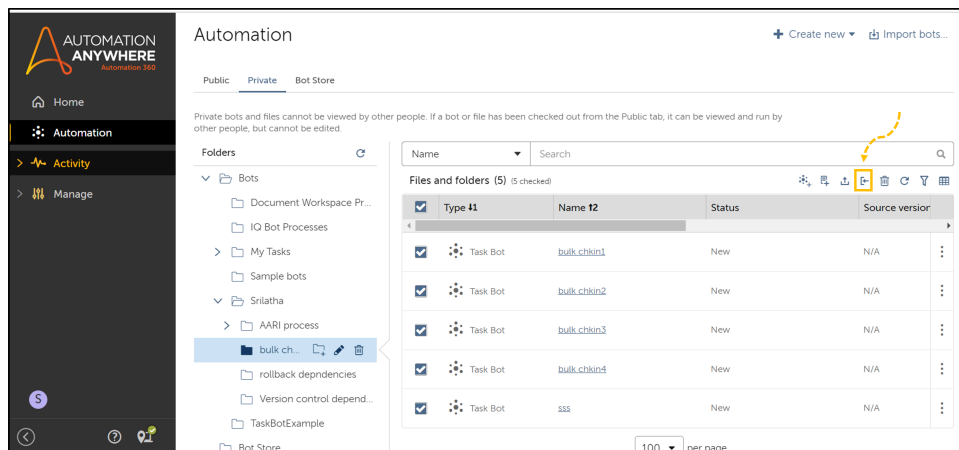 AUTOMATION
ANYWHERE
Automation 360
Home
Automation
Activity
Manage
S
Automation
Create new
Import bots...
Public Private Bot Store
Private bots and files cannot be viewed by other people. If a bot or file has been checked out from the Public tab, it can be viewed and run by
other people, but cannot be edited.
Folders
Bots
Document Workspace Pr...
IQ Bot Processes
My Tasks
Sample bots
Srilatha
AARI process
bulk ch...
rollback depndencies
Version control depend...
TaskBotExample
Bot Store
Name Search
Files and folders (5) (5 checked)
Type Name Status Source version
Task Bot bulk chkin1 New N/A
Task Bot bulk chkin2 New N/A
Task Bot bulk chkin3 New N/A
Task Bot bulk chkin4 New N/A
Task Bot sss New N/A
100 per page